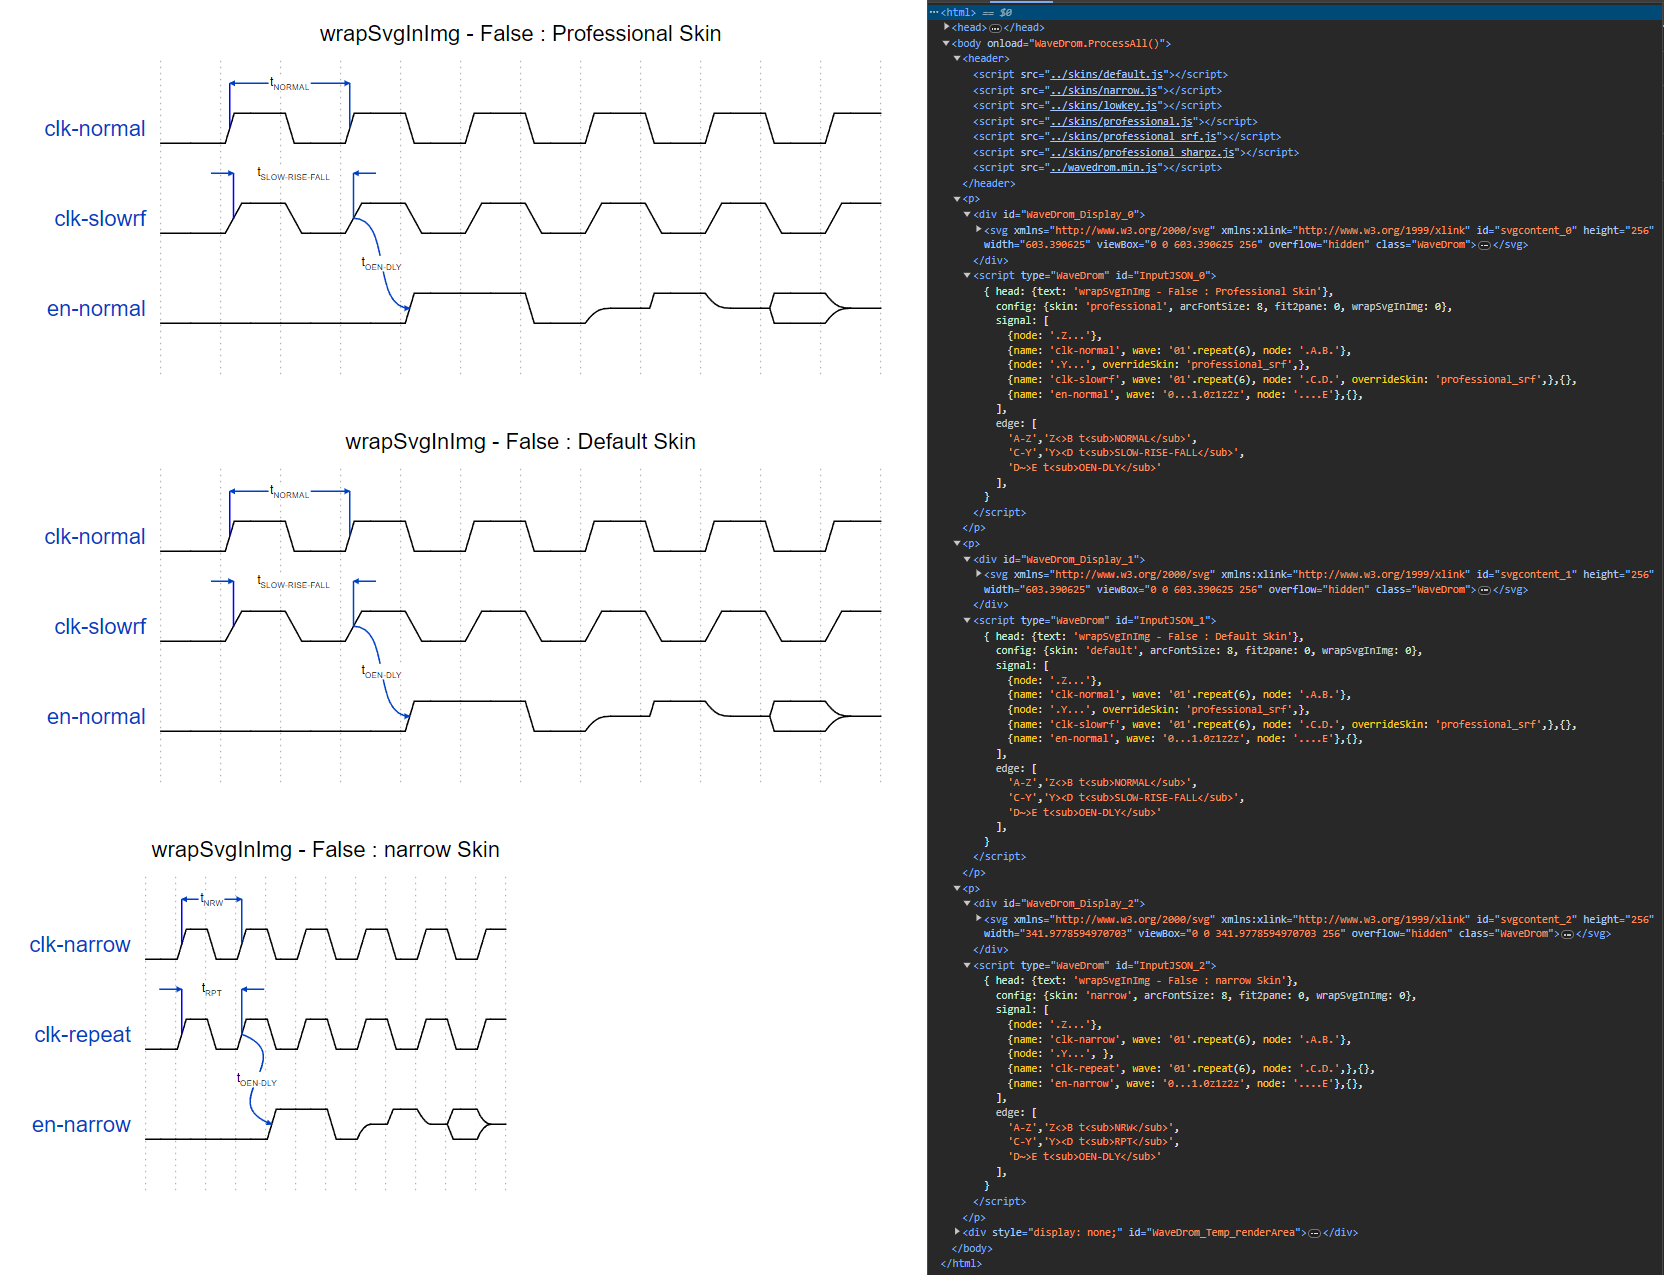 wrapSvgInImg - False : Professional Skin
tNORMAL
clk-normal
tSLOW-RISE-FALL
clk-slowrf
tOEN-DLY
en-normal
wrapSvgInImg - False : Default Skin
tNORMAL
clk-normal
tSLOW-RISE-FALL
clk-slowrf
tOEN-DLY
en-normal
wrapSvgInImg - False : narrow Skin
tNRW
clk-narrow
tRPT
clk-repeat
tOEN-DLY
en-narrow
<html> == $0
<head>…</head>
<body onload="WaveDrom.ProcessAll()">
<header>
<script src="../skins/default.js"></script>
<script src="../skins/narrow.js"></script>
<script src="../skins/lowkey.js"></script>
<script src="../skins/professional.js"></script>
<script src="../skins/professional_srf.js"></script>
<script src="../skins/professional_sharpz.js"></script>
<script src="../wavedrom.min.js"></script>
</header>
<p>
<div id="WaveDrom_Display_0">
<svg xmlns="http://www.w3.org/2000/svg" xmlns:xlink="http://www.w3.org/1999/xlink" id="svgcontent_0" height="256"
width="603.390625" viewBox="0 0 603.390625 256" overflow="hidden" class="WaveDrom">…</svg>
</div>
<script type="WaveDrom" id="InputJSON_0">
{ head: {text: 'wrapSvgInImg - False : Professional Skin'},
config: {skin: 'professional', arcFontSize: 8, fit2pane: 0, wrapSvgInImg: 0},
signal: [
{node: '.Z...'},
{name: 'clk-normal', wave: '01'.repeat(6), node: '.A.B.'},
{node: '.Y...', overrideSkin: 'professional_srf',},
{name: 'clk-slowrf', wave: '01'.repeat(6), node: '.C.D.', overrideSkin: 'professional_srf',},{},
{name: 'en-normal', wave: '0...1.0z1z2z', node: '....E'},{},
],
edge: [
'A-Z','Z<>B t<sub>NORMAL</sub>',
'C-Y','Y><D t<sub>SLOW-RISE-FALL</sub>',
'D~>E t<sub>OEN-DLY</sub>'
],
}
</script>
</p>
<p>
<div id="WaveDrom_Display_1">
<svg xmlns="http://www.w3.org/2000/svg" xmlns:xlink="http://www.w3.org/1999/xlink" id="svgcontent_1" height="256"
width="603.390625" viewBox="0 0 603.390625 256" overflow="hidden" class="WaveDrom">…</svg>
</div>
<script type="WaveDrom" id="InputJSON_1">
{ head: {text: 'wrapSvgInImg - False : Default Skin'},
config: {skin: 'default', arcFontSize: 8, fit2pane: 0, wrapSvgInImg: 0},
signal: [
{node: '.Z...'},
{name: 'clk-normal', wave: '01'.repeat(6), node: '.A.B.'},
{node: '.Y...', overrideSkin: 'professional_srf',},
{name: 'clk-slowrf', wave: '01'.repeat(6), node: '.C.D.', overrideSkin: 'professional_srf',},{},
{name: 'en-normal', wave: '0...1.0z1z2z', node: '....E'},{},
],
edge: [
'A-Z','Z<>B t<sub>NORMAL</sub>',
'C-Y','Y><D t<sub>SLOW-RISE-FALL</sub>',
'D~>E t<sub>OEN-DLY</sub>'
],
}
</script>
</p>
<p>
<div id="WaveDrom_Display_2">
<svg xmlns="http://www.w3.org/2000/svg" xmlns:xlink="http://www.w3.org/1999/xlink" id="svgcontent_2" height="256"
width="341.9778594970703" viewBox="0 0 341.9778594970703 256" overflow="hidden" class="WaveDrom">…</svg>
</div>
<script type="WaveDrom" id="InputJSON_2">
{ head: {text: 'wrapSvgInImg - False : narrow Skin'},
config: {skin: 'narrow', arcFontSize: 8, fit2pane: 0, wrapSvgInImg: 0},
signal: [
{node: '.Z...'},
{name: 'clk-narrow', wave: '01'.repeat(6), node: '.A.B.'},
{node: '.Y...', },
{name: 'clk-repeat', wave: '01'.repeat(6), node: '.C.D.',},{},
{name: 'en-narrow', wave: '0...1.0z1z2z', node: '....E'},{},
],
edge: [
'A-Z','Z<>B t<sub>NRW</sub>',
'C-Y','Y><D t<sub>RPT</sub>',
'D~>E t<sub>OEN-DLY</sub>'
],
}
</script>
</p>
<div style="display: none;" id="WaveDrom_Temp_renderArea">…</div>
</body>
</html>